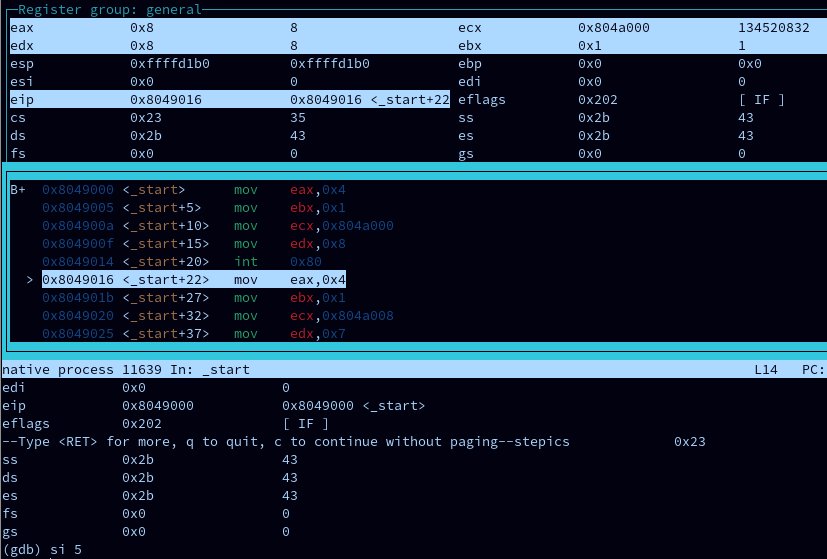 Register group: general
eax 0x8 8 ecx 0x804a000 134520832
edx 0x8 8 ebx 0x1 1
esp 0xffffd1b0 0xffffd1b0 ebp 0x0 0x0
esi 0x0 0 edi 0x0 0
eip 0x8049016 0x8049016 <_start+22 eflags 0x202 [ IF ]
cs 0x23 35 ss 0x2b 43
ds 0x2b 43 es 0x2b 43
fs 0x0 0 gs 0x0 0
B+ 0x8049000 <_start> mov eax,0x4
0x8049005 <_start+5> mov ebx,0x1
0x804900a <_start+10> mov ecx,0x804a000
0x804900f <_start+15> mov edx,0x8
0x8049014 <_start+20> int 0x80
> 0x8049016 <_start+22> mov eax,0x4
0x804901b <_start+27> mov ebx,0x1
0x8049020 <_start+32> mov ecx,0x804a008
0x8049025 <_start+37> mov edx,0x7
native process 11639 In: _start L14 PC:
edi 0x0 0
eip 0x8049000 0x8049000 <_start>
eflags 0x202 [ IF ]
--Type <RET> for more, q to quit, c to continue without paging--stepics 0x23
ss 0x2b 43
ds 0x2b 43
es 0x2b 43
fs 0x0 0
gs 0x0 0
(gdb) si 5